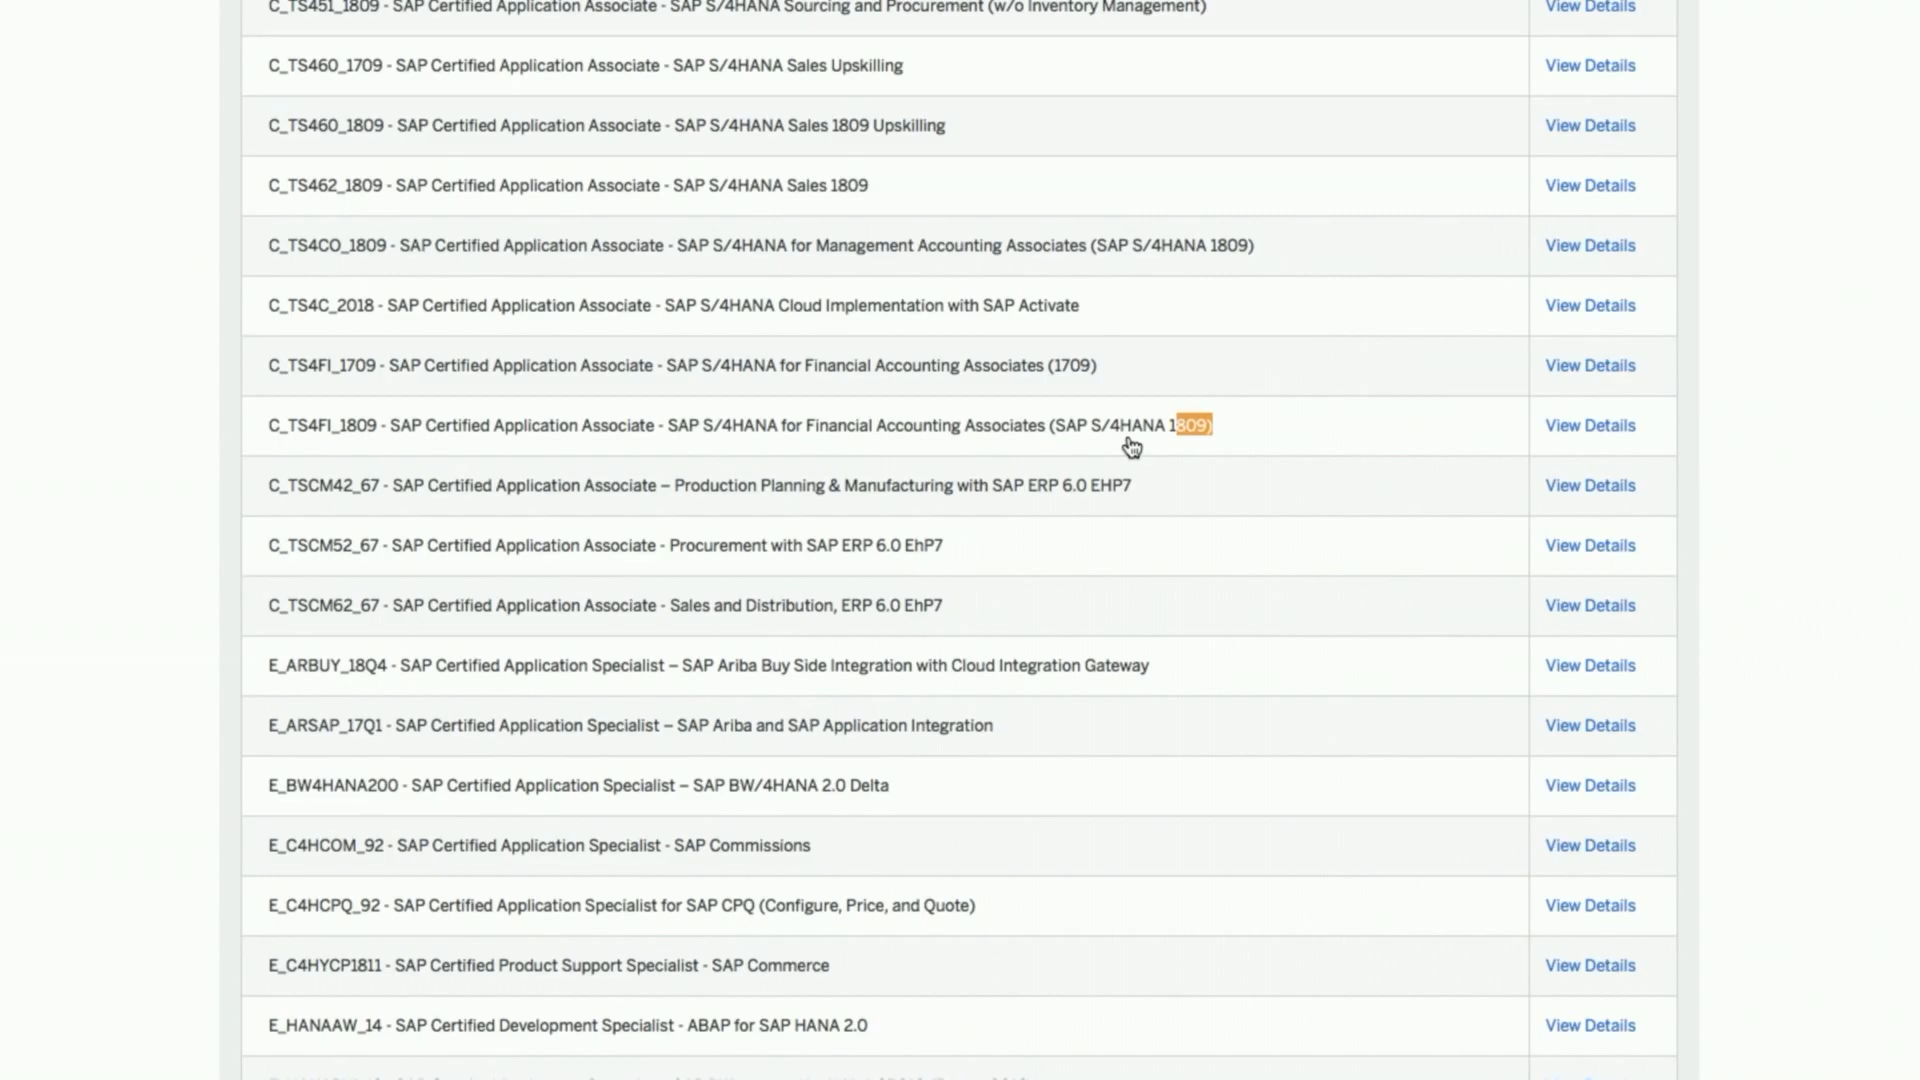 C_TS451_1809 - SAP Certified Application Associate - SAP S/4HANA Sourcing and Procurement (w/o Inventory Management) View Details
C_TS460_1709 - SAP Certified Application Associate - SAP S/4HANA Sales Upskilling View Details
C_TS460_1809 - SAP Certified Application Associate - SAP S/4HANA Sales 1809 Upskilling View Details
C_TS462_1809 - SAP Certified Application Associate - SAP S/4HANA Sales 1809 View Details
C_TS4CO_1809 - SAP Certified Application Associate - SAP S/4HANA for Management Accounting Associates (SAP S/4HANA 1809) View Details
C_TS4C_2018 - SAP Certified Application Associate - SAP S/4HANA Cloud Implementation with SAP Activate View Details
C_TS4FI_1709 - SAP Certified Application Associate - SAP S/4HANA for Financial Accounting Associates (1709) View Details
C_TS4FI_1809 - SAP Certified Application Associate - SAP S/4HANA for Financial Accounting Associates (SAP S/4HANA 1809) View Details
C_TSCM42_67 - SAP Certified Application Associate – Production Planning & Manufacturing with SAP ERP 6.0 EHP7 View Details
C_TSCM52_67 - SAP Certified Application Associate - Procurement with SAP ERP 6.0 EhP7 View Details
C_TSCM62_67 - SAP Certified Application Associate - Sales and Distribution, ERP 6.0 EhP7 View Details
E_ARBUY_18Q4 - SAP Certified Application Specialist – SAP Ariba Buy Side Integration with Cloud Integration Gateway View Details
E_ARSAP_17Q1 - SAP Certified Application Specialist – SAP Ariba and SAP Application Integration View Details
E_BW4HANA200 - SAP Certified Application Specialist – SAP BW/4HANA 2.0 Delta View Details
E_C4HCOM_92 - SAP Certified Application Specialist - SAP Commissions View Details
E_C4HCPQ_92 - SAP Certified Application Specialist for SAP CPQ (Configure, Price, and Quote) View Details
E_C4HYCP1811 - SAP Certified Product Support Specialist - SAP Commerce View Details
E_HANAAW_14 - SAP Certified Development Specialist - ABAP for SAP HANA 2.0 View Details